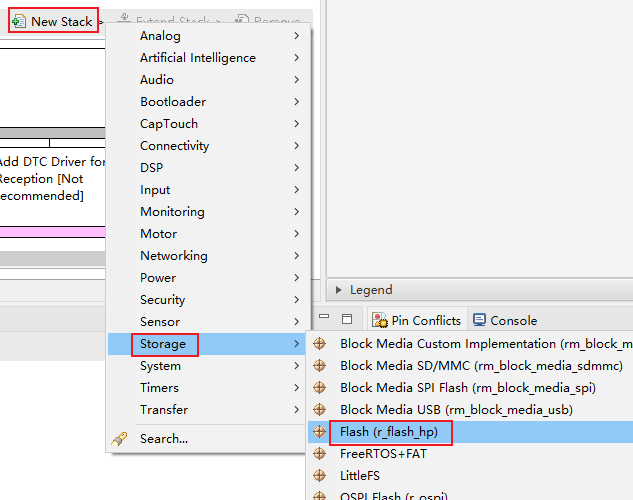 New Stack >
Extend Stack >
Remove
Analog
Artificial Intelligence
Audio
Bootloader
CapTouch
Connectivity
DSP
Input
Monitoring
Motor
Networking
Power
Security
Sensor
Storage
System
Timers
Transfer
Search...
Add DTC Driver for
Reception [Not
recommended]
Legend
Pin Conflicts
Console
Block Media Custom Implementation (rm_block_m
Block Media SD/MMC (rm_block_media_sdmmc)
Block Media SPI Flash (rm_block_media_spi)
Block Media USB (rm_block_media_usb)
Flash (r_flash_hp)
FreeRTOS+FAT
LittleFS
OSPI Flash (r_ospi)